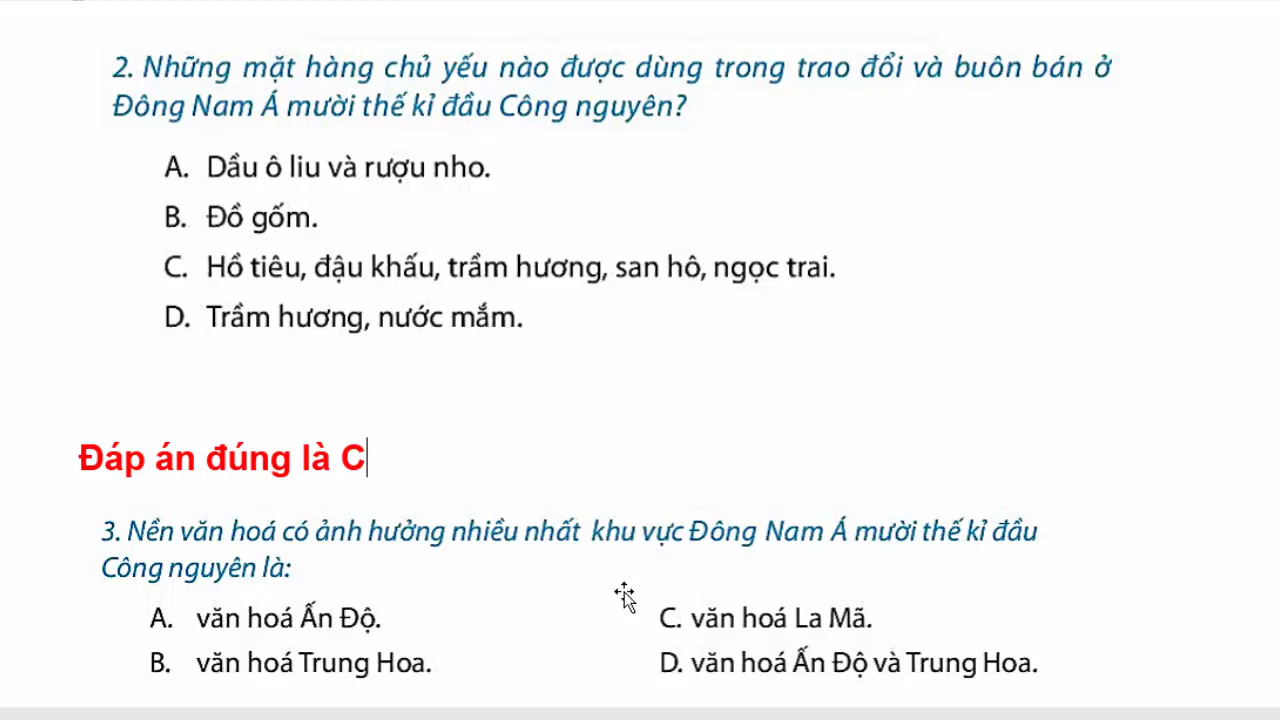 2. Những mặt hàng chủ yếu nào được dùng trong trao đổi và buôn bán ở
Đông Nam Á mười thế kỉ đầu Công nguyên?
A. Dầu ô liu và rượu nho.
B. Đồ gốm.
C. Hồ tiêu, đậu khấu, trầm hương, san hô, ngọc trai.
D. Trầm hương, nước mắm.
Đáp án đúng là C
3. Nền văn hoá có ảnh hưởng nhiều nhất khu vực Đông Nam Á mười thế kỉ đầu
Công nguyên là:
A. văn hoá Ấn Độ.
C. văn hoá La Mã.
B. văn hoá Trung Hoa.
D. văn hoá Ấn Độ và Trung Hoa.